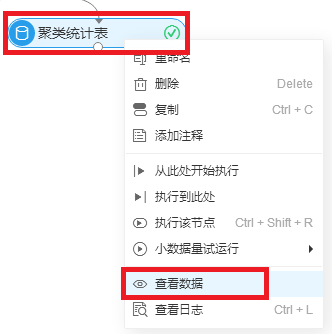 聚类统计表
重命名
删除 Delete
复制 Ctrl + C
添加注释
从此处开始执行
执行到此处
执行该节点 Ctrl + Shift + R
小数据量试运行
查看数据
查看日志 Ctrl + L